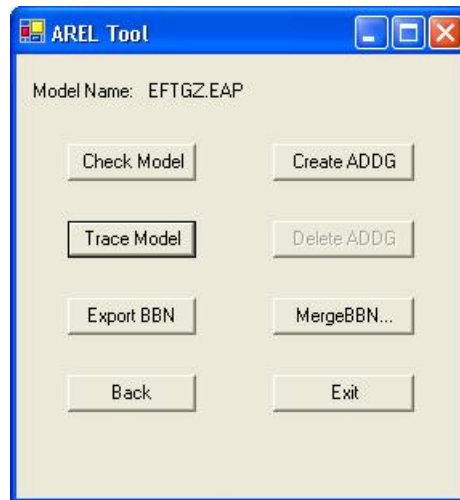 AREL Tool
Model Name: EFTGZ.EAP
Check Model Create ADDG
Trace Model Delete ADDG
Export BBN MergeBBN...
Back Exit